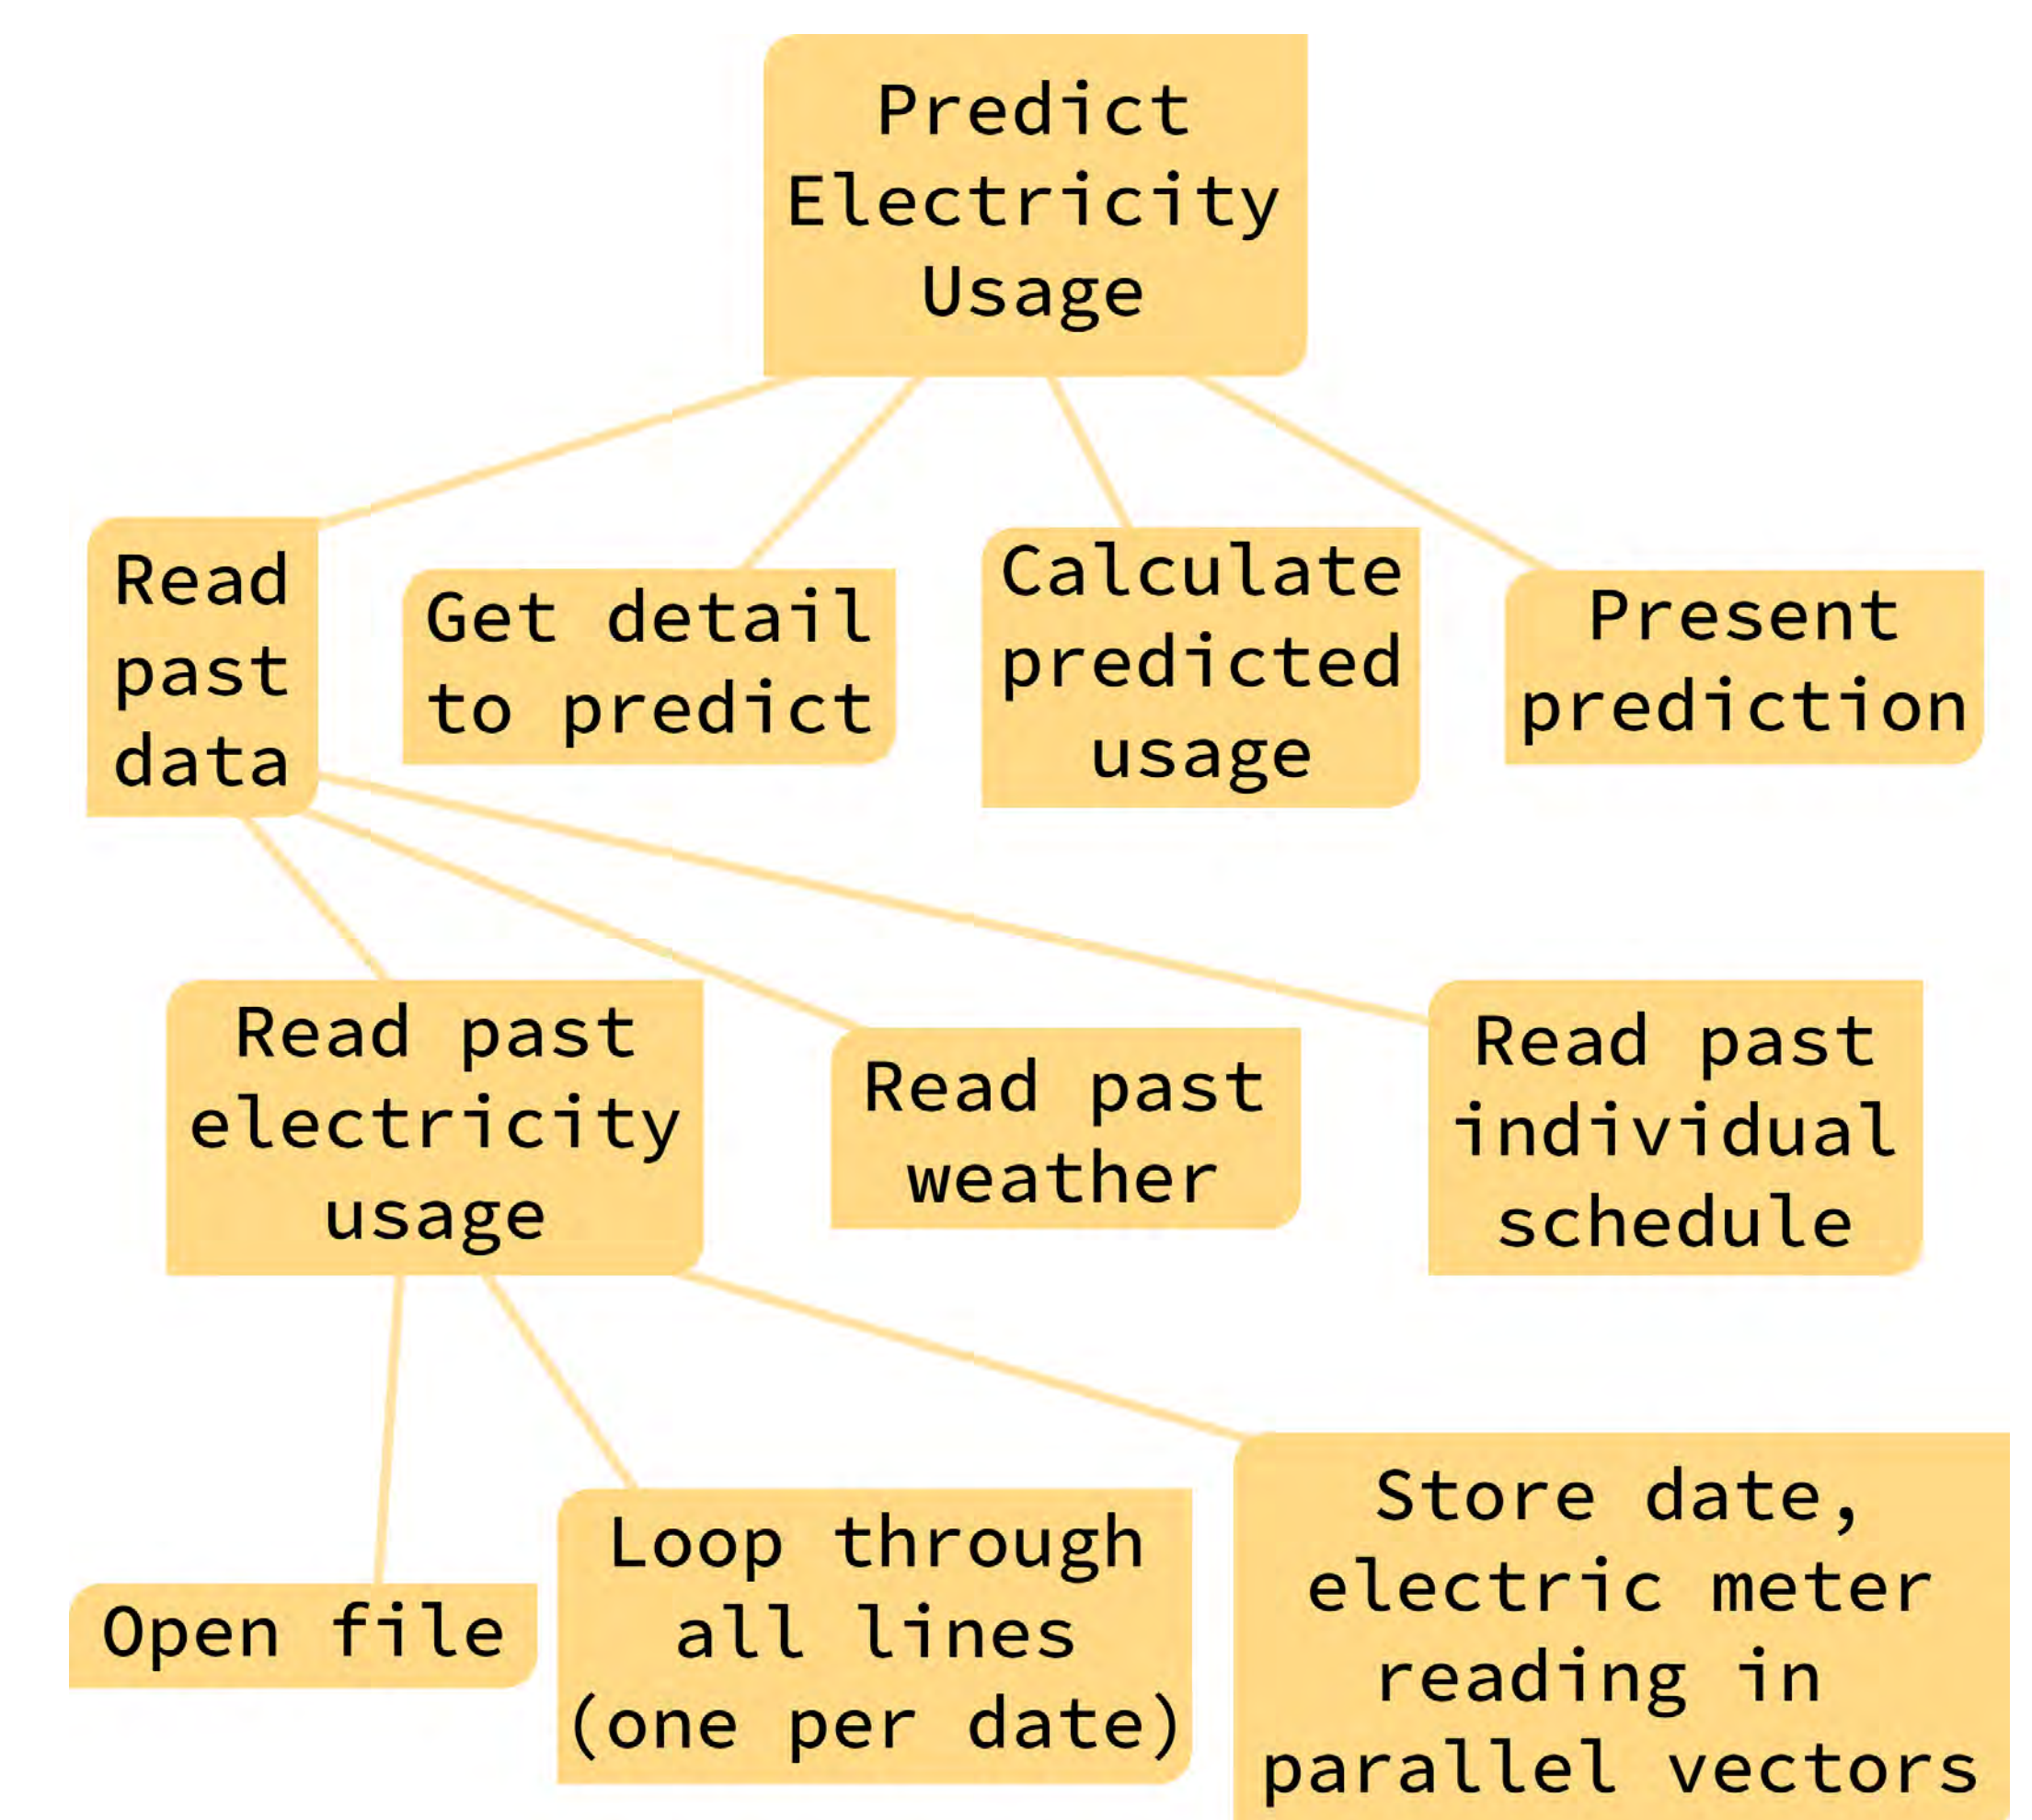 Predict
Electricity
Usage
Read
past
data
Get detail
to predict
Calculate
predicted
usage
Present
prediction
Read past
electricity
usage
Read past
weather
Read past
individual
schedule
Open file
Loop through
all lines
(one per date)
Store date,
electric meter
reading in
parallel vectors